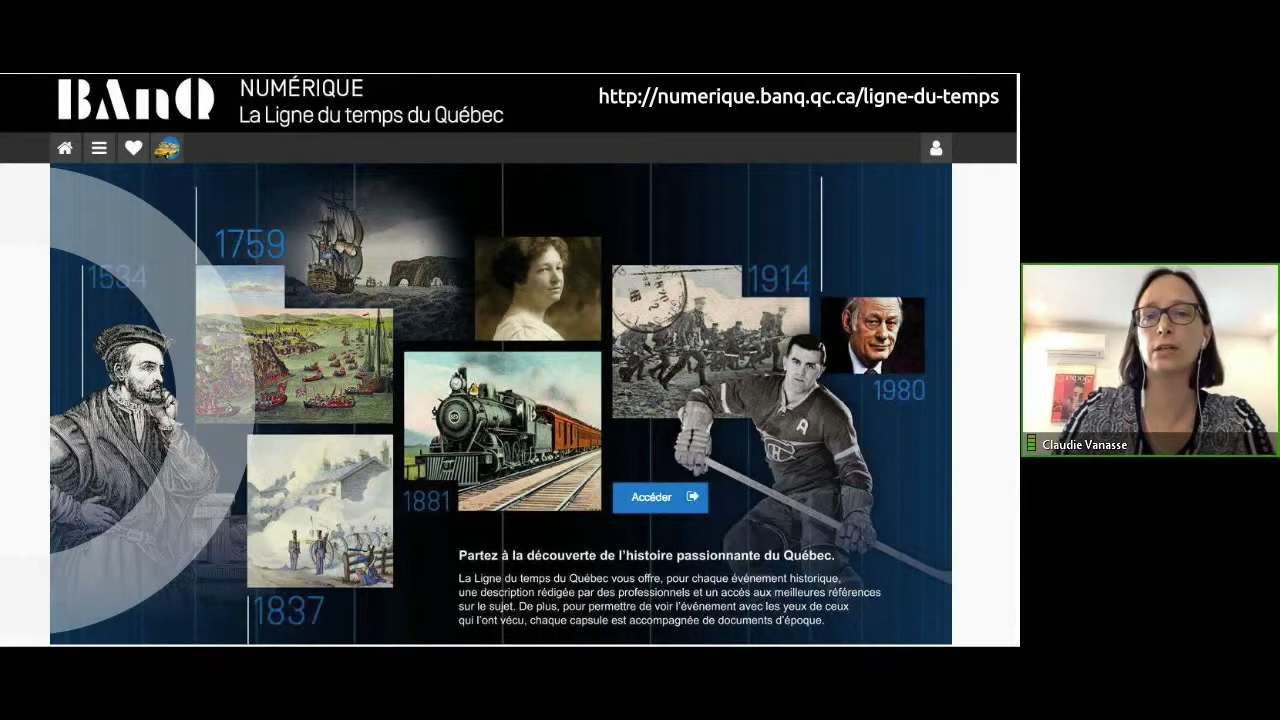 BAnQ
NUMÉRIQUE
La Ligne du temps du Québec
http://numerique.banq.qc.ca/ligne-du-temps
1534
1759
1914
1980
1881
1837
Accéder
Partez à la découverte de l'histoire passionnante du Québec.
La Ligne du temps du Québec vous offre, pour chaque événement historique,
une description rédigée par des professionnels et un accès aux meilleures références
sur le sujet. De plus, pour permettre de voir l'événement avec les yeux de ceux
qui l'ont vécu, chaque capsule est accompagnée de documents d'époque.
Claudie Vanasse